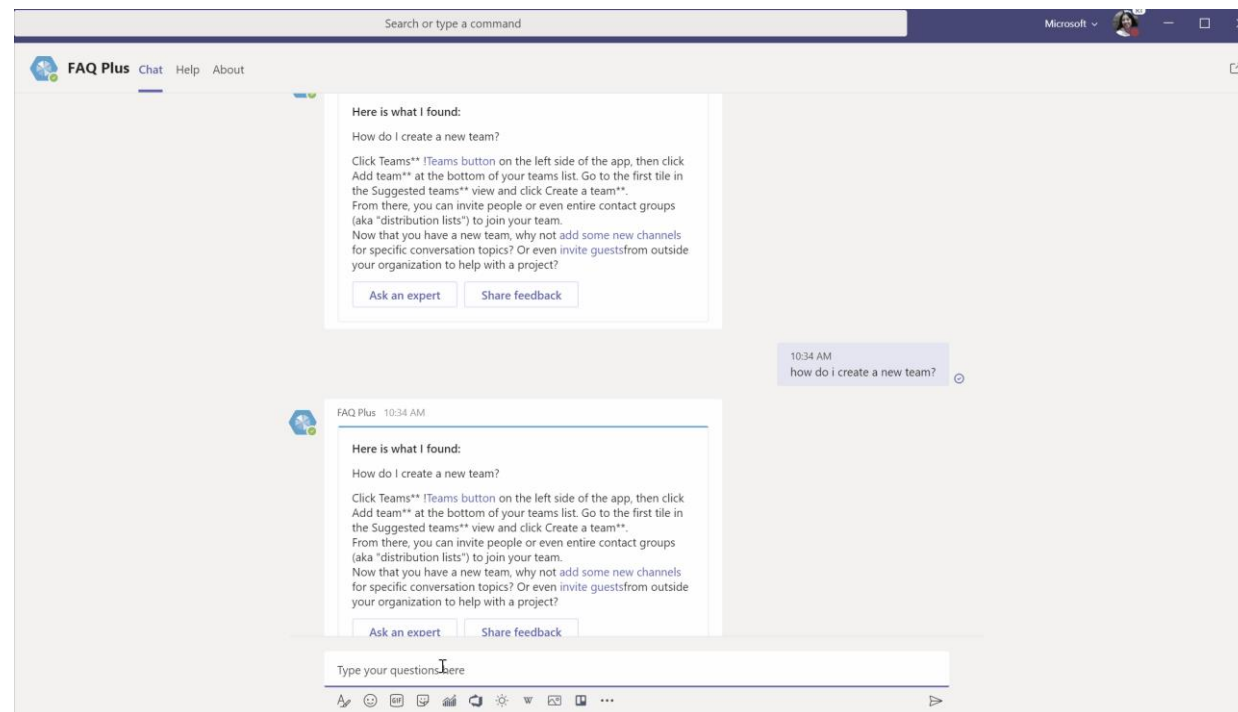 Search or type a command
Microsoft
FAQ Plus Chat Help About
Here is what I found:
How do I create a new team?
Click Teams** !Teams button on the left side of the app, then click
Add team** at the bottom of your teams list. Go to the first tile in
the Suggested teams** view and click Create a team**.
From there, you can invite people or even entire contact groups
(aka "distribution lists") to join your team.
Now that you have a new team, why not add some new channels
for specific conversation topics? Or even invite guestsfrom outside
your organization to help with a project?
Ask an expert Share feedback
10:34 AM
how do i create a new team?
FAQ Plus 10:34 AM
Here is what I found:
How do I create a new team?
Click Teams** !Teams button on the left side of the app, then click
Add team** at the bottom of your teams list. Go to the first tile in
the Suggested teams** view and click Create a team**.
From there, you can invite people or even entire contact groups
(aka "distribution lists") to join your team.
Now that you have a new team, why not add some new channels
for specific conversation topics? Or even invite guestsfrom outside
your organization to help with a project?
Ask an expert Share feedback
Type your questions here
GIF W